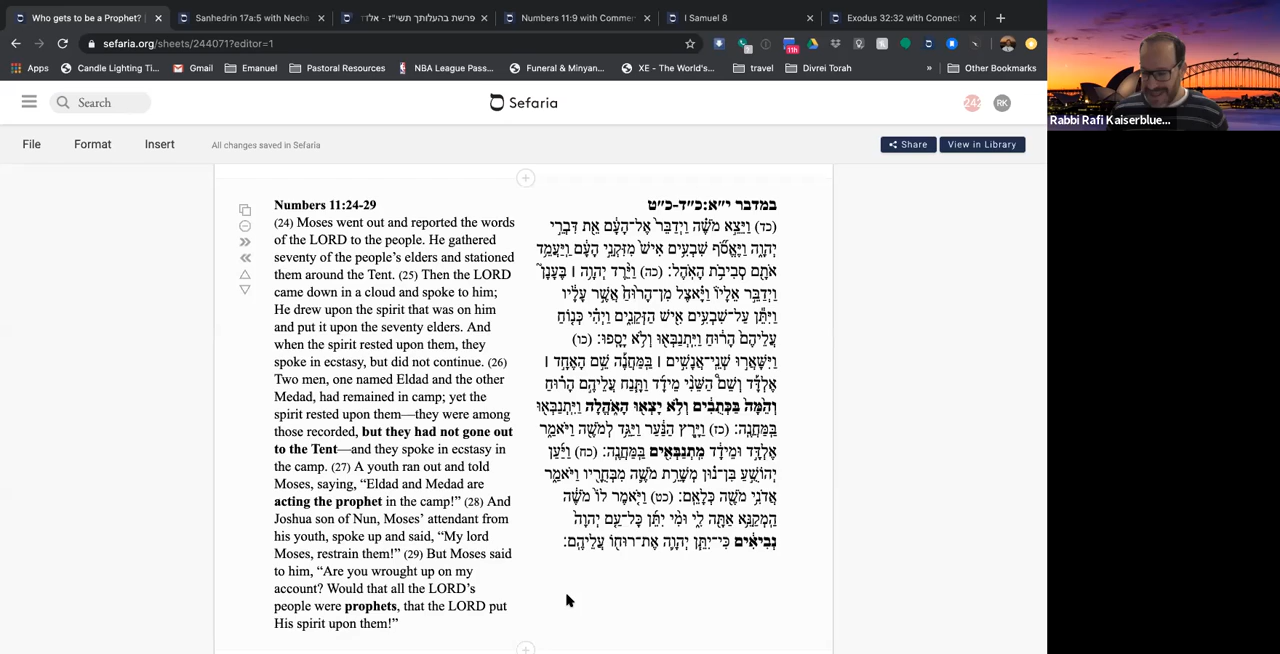 Who gets to be a Prophet? |
Sanhedrin 17a:5 with Necha
פרשת בהעלותך תשי"ז - אלדד
Numbers 11:9 with Commen
I Samuel 8
Exodus 32:32 with Connect
sefaria.org/sheets/244071?editor=1
11h
Apps
Candle Lighting Ti...
Gmail
Emanuel
Pastoral Resources
NBA League Pass...
Funeral & Minyan...
XE - The World's...
travel
Divrei Torah
»
Other Bookmarks
Rabbi Rafi Kaiserblue...
Search
Sefaria
242
RK
File
Format
Insert
All changes saved in Sefaria
Share
View in Library
Numbers 11:24-29
(24) Moses went out and reported the words
of the LORD to the people. He gathered
seventy of the people's elders and stationed
them around the Tent. (25) Then the LORD
came down in a cloud and spoke to him;
He drew upon the spirit that was on him
and put it upon the seventy elders. And
when the spirit rested upon them, they
spoke in ecstasy, but did not continue. (26)
Two men, one named Eldad and the other
Medad, had remained in camp; yet the
spirit rested upon them—they were among
those recorded, but they had not gone out
to the Tent—and they spoke in ecstasy in
the camp. (27) A youth ran out and told
Moses, saying, “Eldad and Medad are
acting the prophet in the camp!” (28) And
Joshua son of Nun, Moses’ attendant from
his youth, spoke up and said, “My lord
Moses, restrain them!” (29) But Moses said
to him, “Are you wrought up on my
account? Would that all the LORD’s
people were prophets, that the LORD put
His spirit upon them!”
במדבר י״א:כ״ד-כ״ט
(כד) וַיֵּצֵ֣א מֹשֶׁ֗ה וַיְדַבֵּר֙ אֶל־הָעָ֔ם אֵ֖ת דִּבְרֵ֣י
יְהוָ֑ה וַיֶּאֱסֹ֞ף שִׁבְעִ֥ים אִישׁ֙ מִזִּקְנֵ֣י הָעָ֔ם וַֽיַּעֲמֵ֥ד
אֹתָ֖ם סְבִיבֹ֥ת הָאֹֽהֶל׃ (כה) וַיֵּ֨רֶד יְהוָ֥ה ׀ בֶּעָנָן֮
וַיְדַבֵּ֣ר אֵלָיו֒ וַיָּ֗אצֶל מִן־הָר֙וּחַ֙ אֲשֶׁ֣ר עָלָ֔יו
וַיִּתֵּ֕ן עַל־שִׁבְעִ֥ים אִ֖ישׁ הַזְּקֵנִ֑ים וַיְהִ֗י כְּנ֤וֹחַ
עֲלֵיהֶם֙ הָר֔וּחַ וַיִּֽתְנַבְּא֖וּ וְלֹ֥א יָסָֽפוּ׃ (כו)
וַיִּשָּׁאֲר֣וּ שְׁנֵֽי־אֲנָשִׁ֣ים ׀ בַּֽמַּחֲנֶ֡ה שֵׁ֣ם הָאֶחָ֣ד ׀
אֶלְדָּ֡ד וְשֵׁם֩ הַשֵּׁנִ֨י מֵידָ֜ד וַתָּ֧נַח עֲלֵיהֶ֣ם הָר֗וּחַ
וְהֵ֙מָּה֙ בַּכְּתֻבִ֔ים וְלֹ֥א יָצְא֖וּ הָאֹ֑הֱלָה וַיִּֽתְנַבְּא֖וּ
בַּֽמַּחֲנֶֽה׃ (כז) וַיָּ֣רָץ הַנַּ֔עַר וַיַּגֵּ֥ד לְמֹשֶׁ֖ה וַיֹּאמַ֑ר
אֶלְדָּ֣ד וּמֵידָ֔ד מִֽתְנַבְּאִ֖ים בַּֽמַּחֲנֶֽה׃ (כח) וַיַּ֜עַן
יְהוֹשֻׁ֣עַ בִּן־נ֗וּן מְשָׁרֵ֥ת מֹשֶׁ֛ה מִבְּחֻרָ֖יו וַיֹּאמַ֑ר
אֲדֹנִ֥י מֹשֶׁ֖ה כְּלָאֵֽם׃ (כט) וַיֹּ֤אמֶר לוֹ֙ מֹשֶׁ֔ה
הַֽמְקַנֵּ֥א אַתָּ֖ה לִ֑י וּמִ֨י יִתֵּ֜ן כָּל־עַ֤ם יְהוָה֙
נְבִיאִ֔ים כִּי־יִתֵּ֧ן יְהוָ֛ה אֶת־רוּח֖וֹ עֲלֵיהֶֽם׃